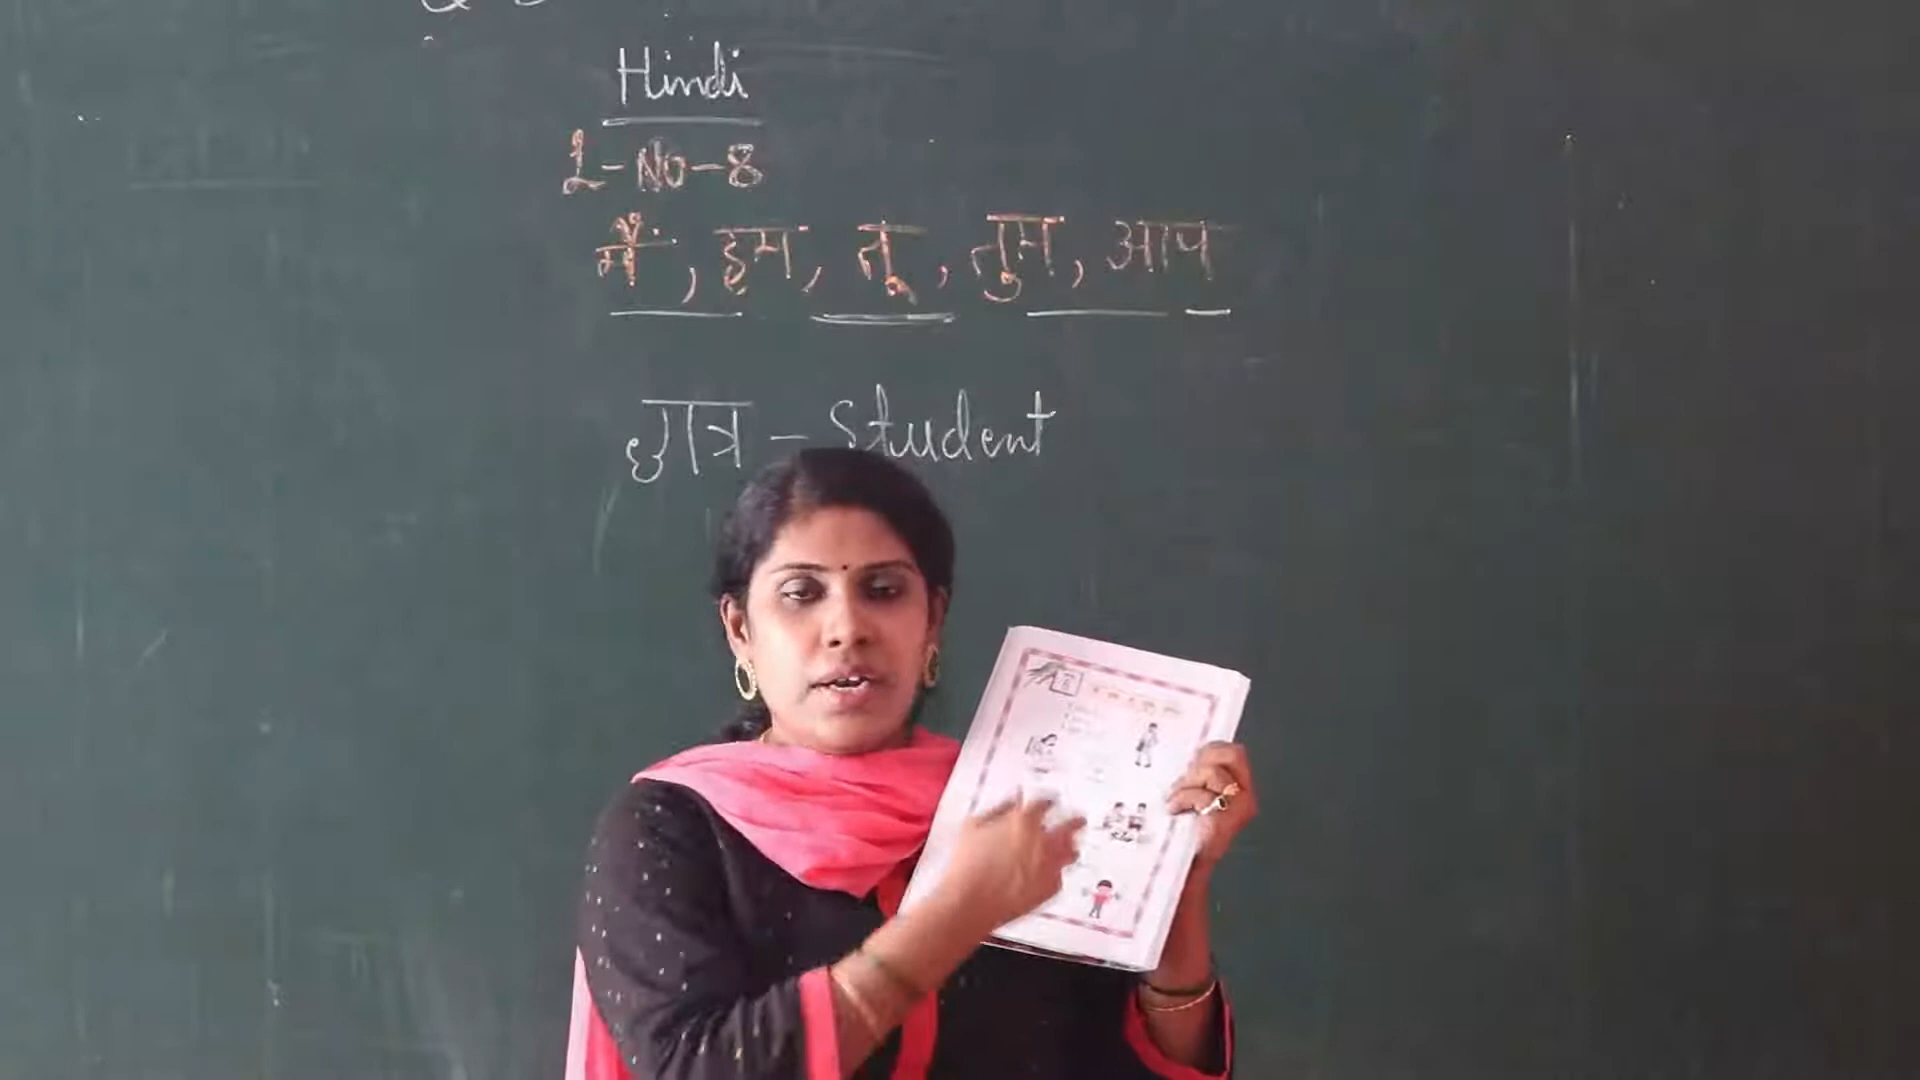 Hindi
L-No-8
मैं, हम, तू, तुम, आप
छात्र - Student